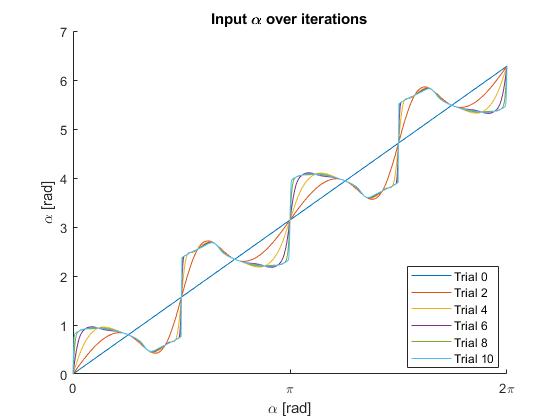 Input α over iterations
7
6
5
4
3
2
1
0
α [rad]
0
π
2π
α [rad]
Trial 0
Trial 2
Trial 4
Trial 6
Trial 8
Trial 10